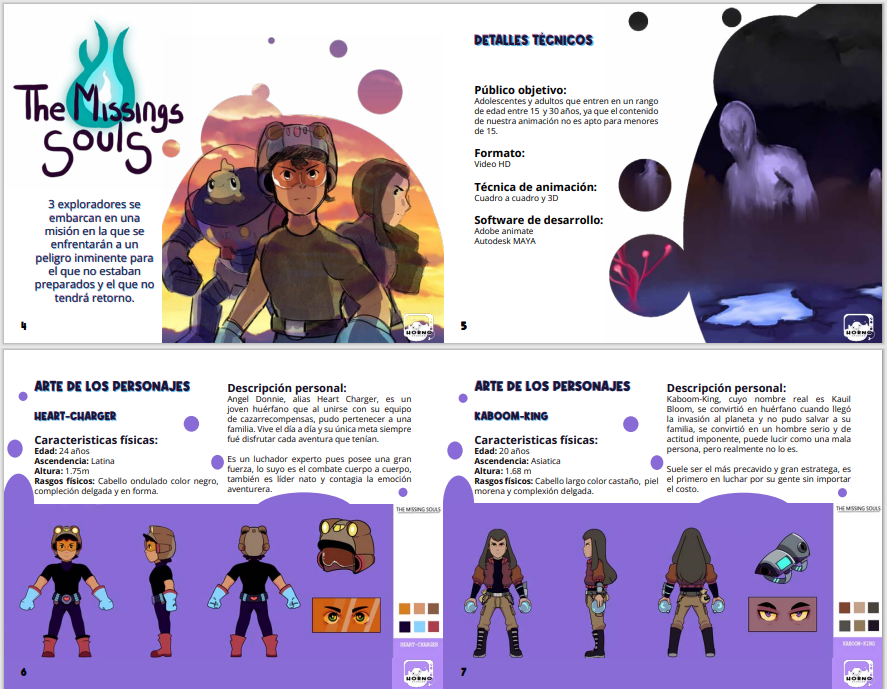 The Missings
Souls
3 exploradores se
embarcan en una
misión en la que se
enfrentarán a un
peligro inminente para
el que no estaban
preparados y el que no
tendrá retorno.
4
HORNO
DETALLES TÉCNICOS
Público objetivo:
Adolescentes y adultos que entren en un rango
de edad entre 15 y 30 años, ya que el contenido
de nuestra animación no es apto para menores
de 15.
Formato:
Video HD
Técnica de animación:
Cuadro a cuadro y 3D
Software de desarrollo:
Adobe animate
Autodesk MAYA
5
HORNO
ARTE DE LOS PERSONAJES
HEART-CHARGER
Caracteristicas físicas:
Edad: 24 años
Ascendencia: Latina
Altura: 1.75m
Rasgos físicos: Cabello ondulado color negro,
compleción delgada y en forma.
Descripción personal:
Angel Donnie, alias Heart Charger, es un
joven huérfano que al unirse con su equipo
de cazarrecompensas, pudo pertenecer a una
familia. Vive el día a día y su única meta siempre
fué disfrutar cada aventura que tenían.
Es un luchador experto pues posee una gran
fuerza, lo suyo es el combate cuerpo a cuerpo,
también es líder nato y contagia la emoción
aventurera.
THE MISSING SOULS
HEART-CHARGER
6
HORNO
ARTE DE LOS PERSONAJES
KABOOM-KING
Caracteristicas físicas:
Edad: 20 años
Ascendencia: Asiatica
Altura: 1.68 m
Rasgos físicos: Cabello largo color castaño, piel
morena y complexión delgada.
Descripción personal:
Kaboom-King, cuyo nombre real es Kauil
Bloom, se convirtió en huérfano cuando llegó
la invasión al planeta y no pudo salvar a su
familia, se convirtió en un hombre serio y de
actitud imponente, puede lucir como una mala
persona, pero realmente no lo es.
Suele ser el más precavido y gran estratega, es
el primero en luchar por su gente sin importar
el costo.
THE MISSING SOULS
KABOOM-KING
7
HORNO